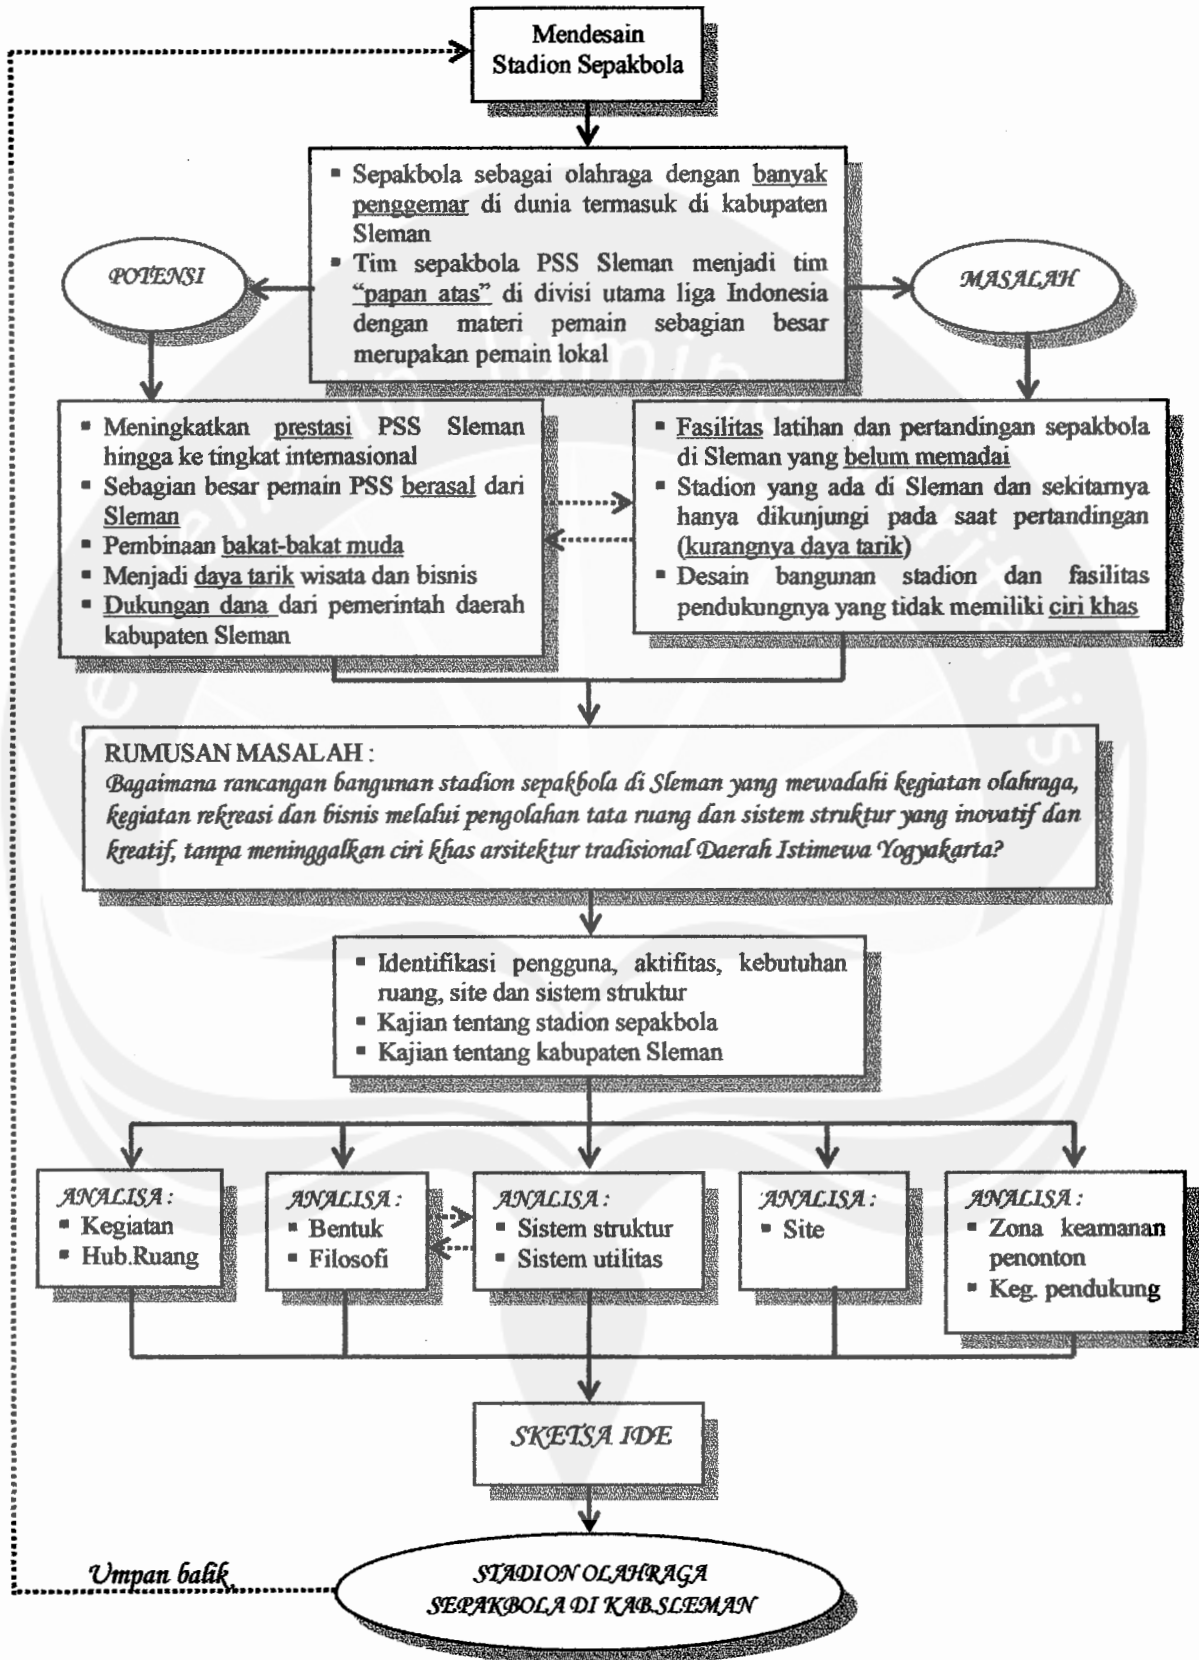 Mendesain
Stadion Sepakbola
▪ Sepakbola sebagai olahraga dengan banyak
penggemar di dunia termasuk di kabupaten
Sleman
▪ Tim sepakbola PSS Sleman menjadi tim
“papan atas” di divisi utama liga Indonesia
dengan materi pemain sebagian besar
merupakan pemain lokal
POTENSI
MASALAH
▪ Meningkatkan prestasi PSS Sleman
hingga ke tingkat internasional
▪ Sebagian besar pemain PSS berasal dari
Sleman
▪ Pembinaan bakat-bakat muda
▪ Menjadi daya tarik wisata dan bisnis
▪ Dukungan dana dari pemerintah daerah
kabupaten Sleman
▪ Fasilitas latihan dan pertandingan sepakbola
di Sleman yang belum memadai
▪ Stadion yang ada di Sleman dan sekitarnya
hanya dikunjungi pada saat pertandingan
(kurangnya daya tarik)
▪ Desain bangunan stadion dan fasilitas
pendukungnya yang tidak memiliki ciri khas
RUMUSAN MASALAH :
Bagaimana rancangan bangunan stadion sepakbola di Sleman yang mewadahi kegiatan olahraga,
kegiatan rekreasi dan bisnis melalui pengolahan tata ruang dan sistem struktur yang inovatif dan
kreatif, tanpa meninggalkan ciri khas arsitektur tradisional Daerah Istimewa Yogyakarta?
▪ Identifikasi pengguna, aktifitas, kebutuhan
ruang, site dan sistem struktur
▪ Kajian tentang stadion sepakbola
▪ Kajian tentang kabupaten Sleman
ANALISA :
▪ Kegiatan
▪ Hub.Ruang
ANALISA :
▪ Bentuk
▪ Filosofi
ANALISA :
▪ Sistem struktur
▪ Sistem utilitas
ANALISA :
▪ Site
ANALISA :
▪ Zona keamanan
penonton
▪ Keg. pendukung
SKETSA IDE
Umpan balik
STADION OLAHRAGA
SEPAKBOLA DI KAB.SLEMAN
serviens in lumine veritatis